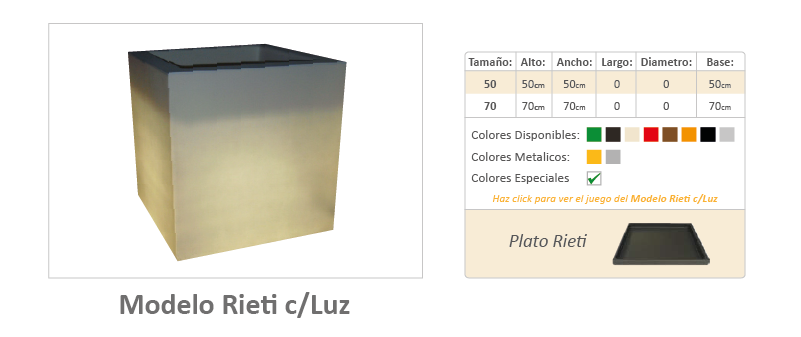 Modelo Rieti c/Luz
Tamaño: Alto: Ancho: Largo: Diametro: Base:
50 50cm 50cm 0 0 50cm
70 70cm 70cm 0 0 70cm
Colores Disponibles:
Colores Metalicos:
Colores Especiales
Haz click para ver el juego del Modelo Rieti c/Luz
Plato Rieti